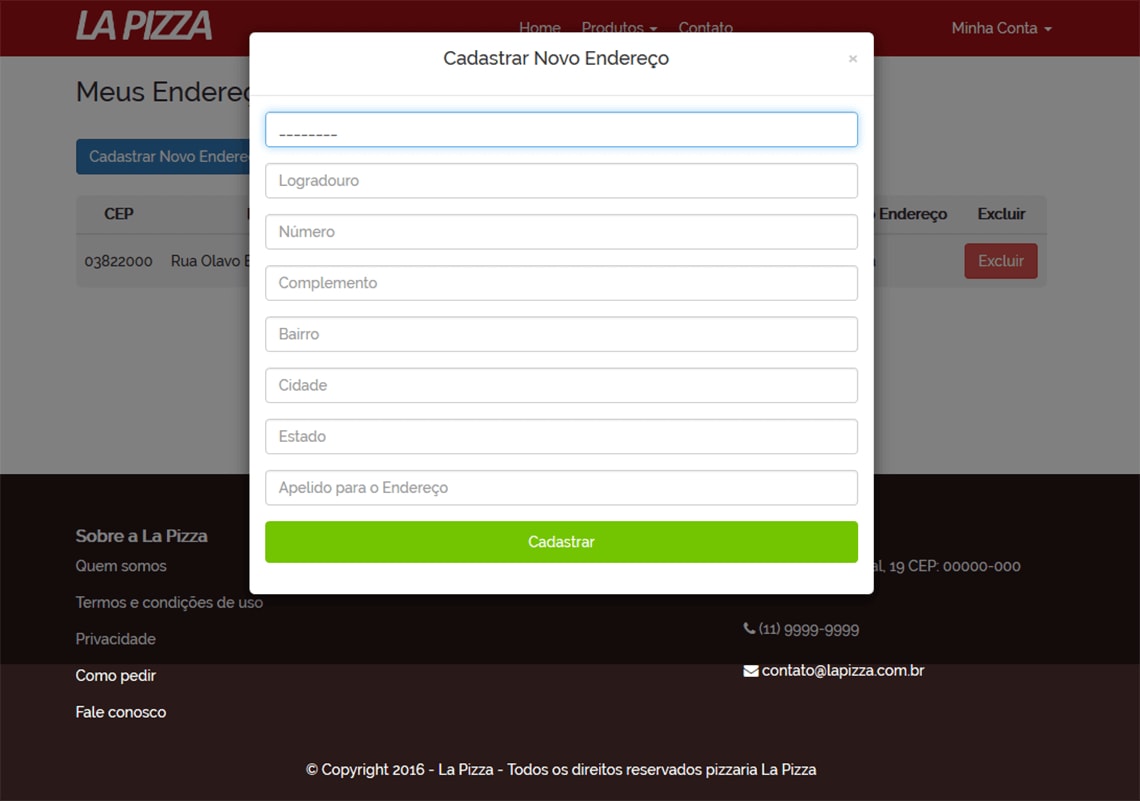 LA PIZZA
Home Produtos Contato Minha Conta
Cadastrar Novo Endereço ×
Meus
Cadastrar Novo
________
Logradouro
CEP Endereço Excluir
Número
03822000 Rua Olavo Excluir
Complemento
Bairro
Cidade
Estado
Apelido para o Endereço
Cadastrar
Sobre a La Pizza
Quem somos
19 CEP: 00000-000
Termos e condições de uso
(11) 9999-9999
Privacidade
Como pedir
contato@lapizza.com.br
Fale conosco
© Copyright 2016 - La Pizza - Todos os direitos reservados pizzaria La Pizza